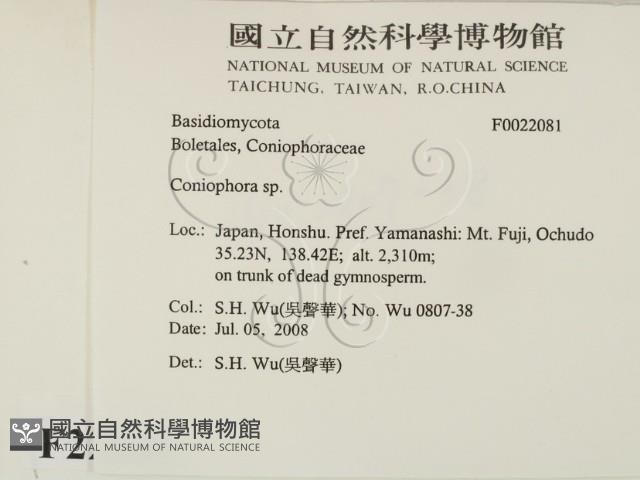 國立自然科學博物館
NATIONAL MUSEUM OF NATURAL SCIENCE
TAICHUNG, TAIWAN, R.O.CHINA
Basidiomycota F0022081
Boletales, Coniophoraceae
Coniophora sp.
Loc.: Japan, Honshu. Pref. Yamanashi: Mt. Fuji, Ochudo
35.23N, 138.42E; alt. 2,310m;
on trunk of dead gymnosperm.
Col.: S.H. Wu(吳聲華); No. Wu 0807-38
Date: Jul. 05, 2008
Det.: S.H. Wu(吳聲華)
國立自然科學博物館
NATIONAL MUSEUM OF NATURAL SCIENCE
F2.